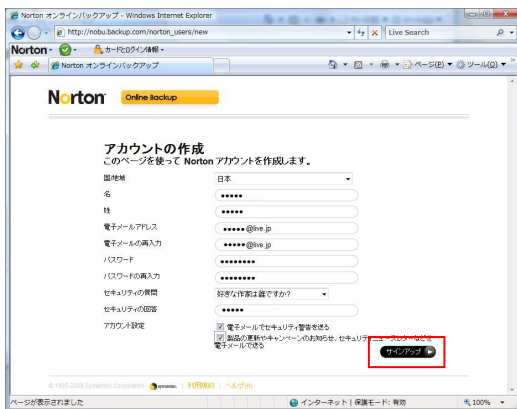 Norton オンラインバックアップ - Windows Internet Explorer
http://nobu.backup.com/norton_users/new
Live Search
Norton
カードとログイン情報
Norton オンラインバックアップ
ページ(P)
ツール(O)
Norton
Online Backup
アカウントの作成
このページを使って Norton アカウントを作成します。
国/地域
日本
名
●●●●●
姓
●●●●●
電子メールアドレス
●●●●● @live.jp
電子メールの再入力
●●●●● @live.jp
パスワード
●●●●●●●●
パスワードの再入力
●●●●●●●●
セキュリティの質問
好きな作家は誰ですか?
セキュリティの回答
●●●●●
アカウント設定
電子メールでセキュリティ警告を送る
製品の更新やキャンペーンのお知らせ、セキュリティニュースレターなどを
電子メールで送る
サインアップ
© 1995-2008 Symantec Corporation
symantec.
利用規約
ヘルプ(H)
ページが表示されました
インターネット | 保護モード: 有効
100%